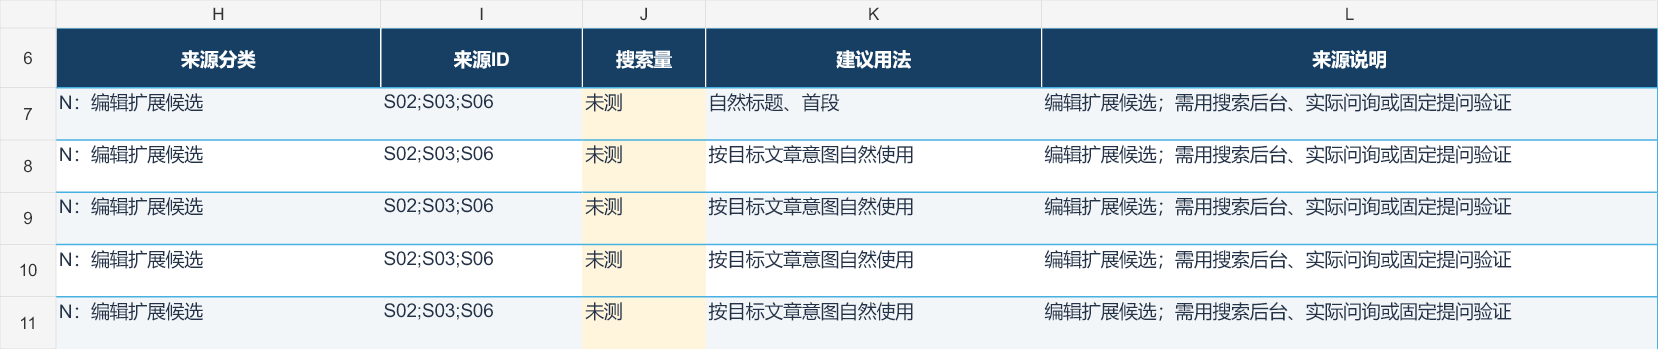 H I J K L
6 来源分类 来源ID 搜索量 建议用法 来源说明
7 N：编辑扩展候选 S02;S03;S06 未测 自然标题、首段 编辑扩展候选；需用搜索后台、实际问询或固定提问验证
8 N：编辑扩展候选 S02;S03;S06 未测 按目标文章意图自然使用 编辑扩展候选；需用搜索后台、实际问询或固定提问验证
9 N：编辑扩展候选 S02;S03;S06 未测 按目标文章意图自然使用 编辑扩展候选；需用搜索后台、实际问询或固定提问验证
10 N：编辑扩展候选 S02;S03;S06 未测 按目标文章意图自然使用 编辑扩展候选；需用搜索后台、实际问询或固定提问验证
11 N：编辑扩展候选 S02;S03;S06 未测 按目标文章意图自然使用 编辑扩展候选；需用搜索后台、实际问询或固定提问验证